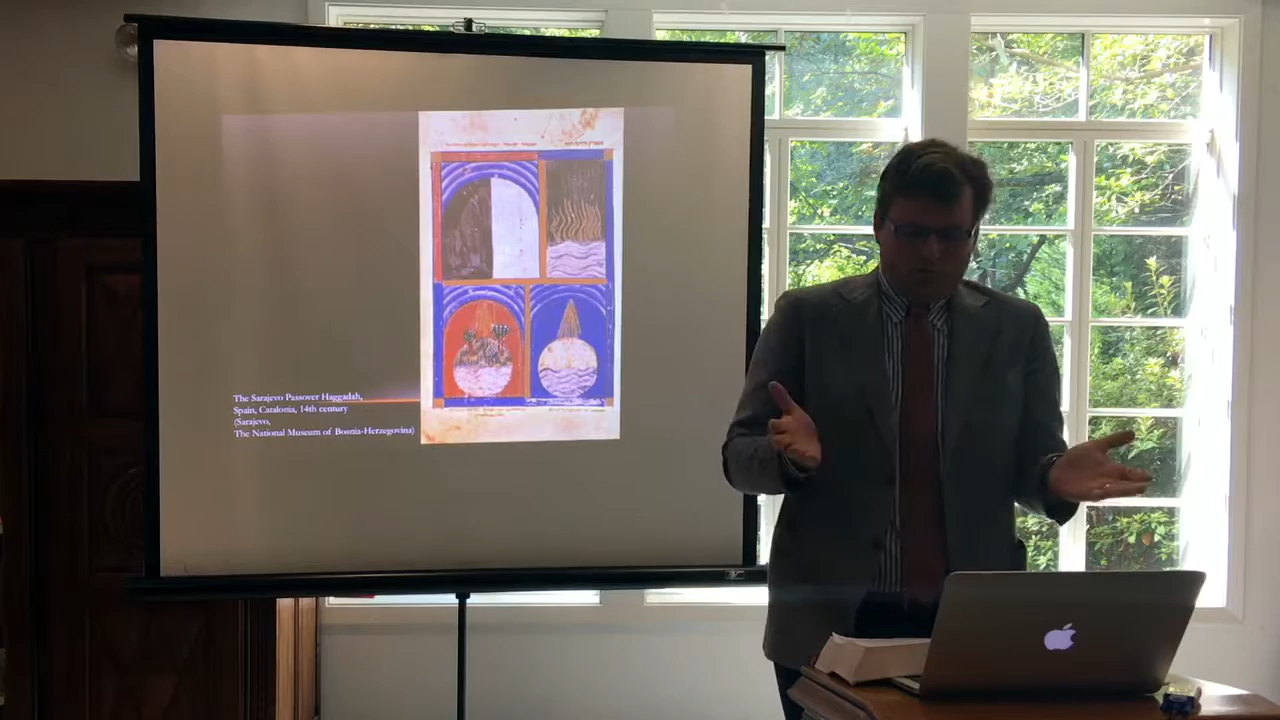 The Sarajevo Passover Haggadah,
Spain, Catalonia, 14th century
(Sarajevo,
The National Museum of Bosnia-Herzegovina)